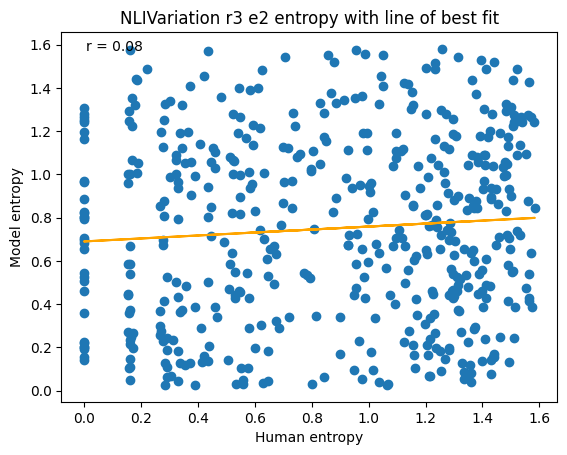 NLIVariation r3 e2 entropy with line of best fit
r = 0.08
1.6
1.4
1.2
1.0
0.8
0.6
0.4
0.2
0.0
Model entropy
0.0 0.2 0.4 0.6 0.8 1.0 1.2 1.4 1.6
Human entropy